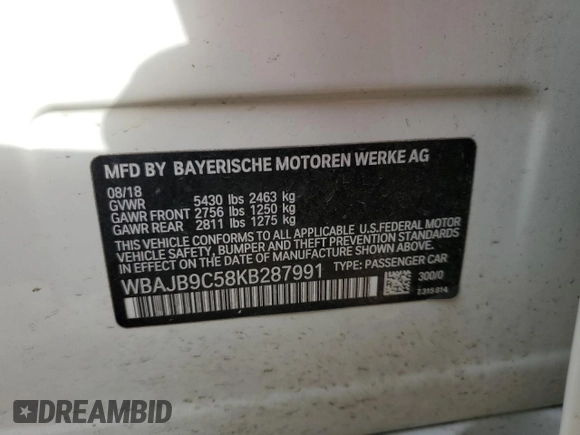 MFD BY BAYERISCHE MOTOREN WERKE AG
08/18
GVWR 5430 lbs 2463 kg
GAWR FRONT 2756 lbs 1250 kg
GAWR REAR 2811 lbs 1275 kg
THIS VEHICLE CONFORMS TO ALL APPLICABLE U.S.FEDERAL MOTOR
VEHICLE SAFETY, BUMPER, AND THEFT PREVENTION STANDARDS
IN EFFECT ON THE DATE OF MANUFACTURE SHOWN ABOVE.
WBAJB9C58KB287991 TYPE: PASSENGER CAR
300/0
2315814
DREAMBID